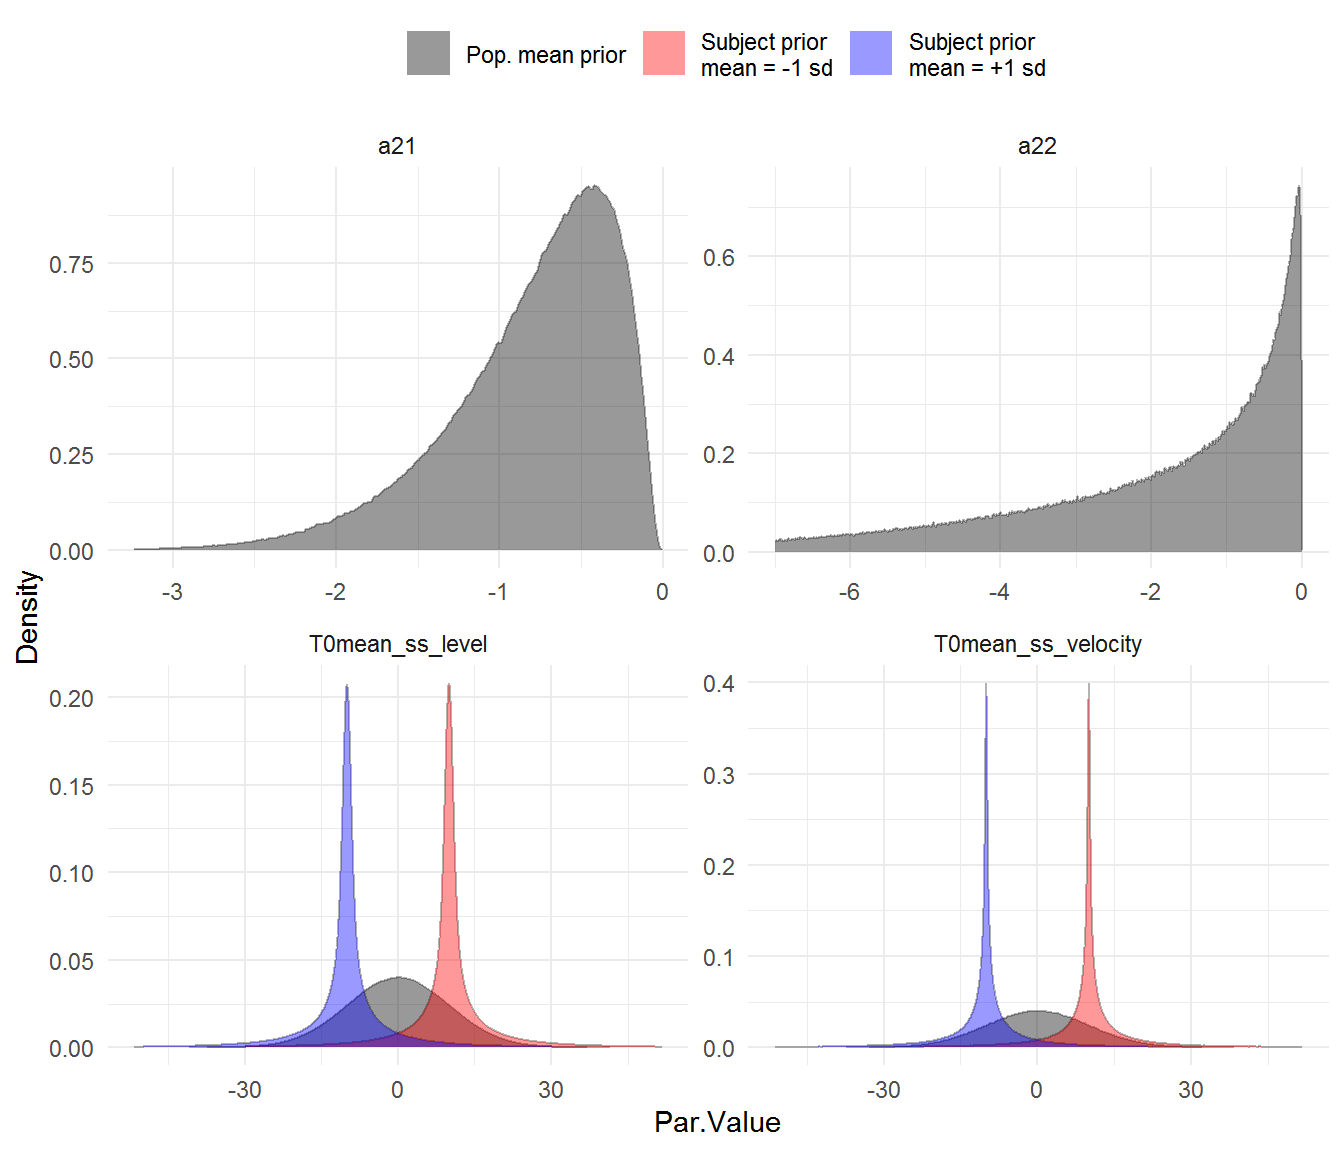 Pop. mean prior
Subject prior
mean = -1 sd
Subject prior
mean = +1 sd
a21
a22
0.75
0.50
0.25
0.00
-3 -2 -1 0
0.6
0.4
0.2
0.0
-6 -4 -2 0
Density
T0mean_ss_level
T0mean_ss_velocity
0.20
0.15
0.10
0.05
0.00
-30 0 30
0.4
0.3
0.2
0.1
0.0
-30 0 30
Par.Value